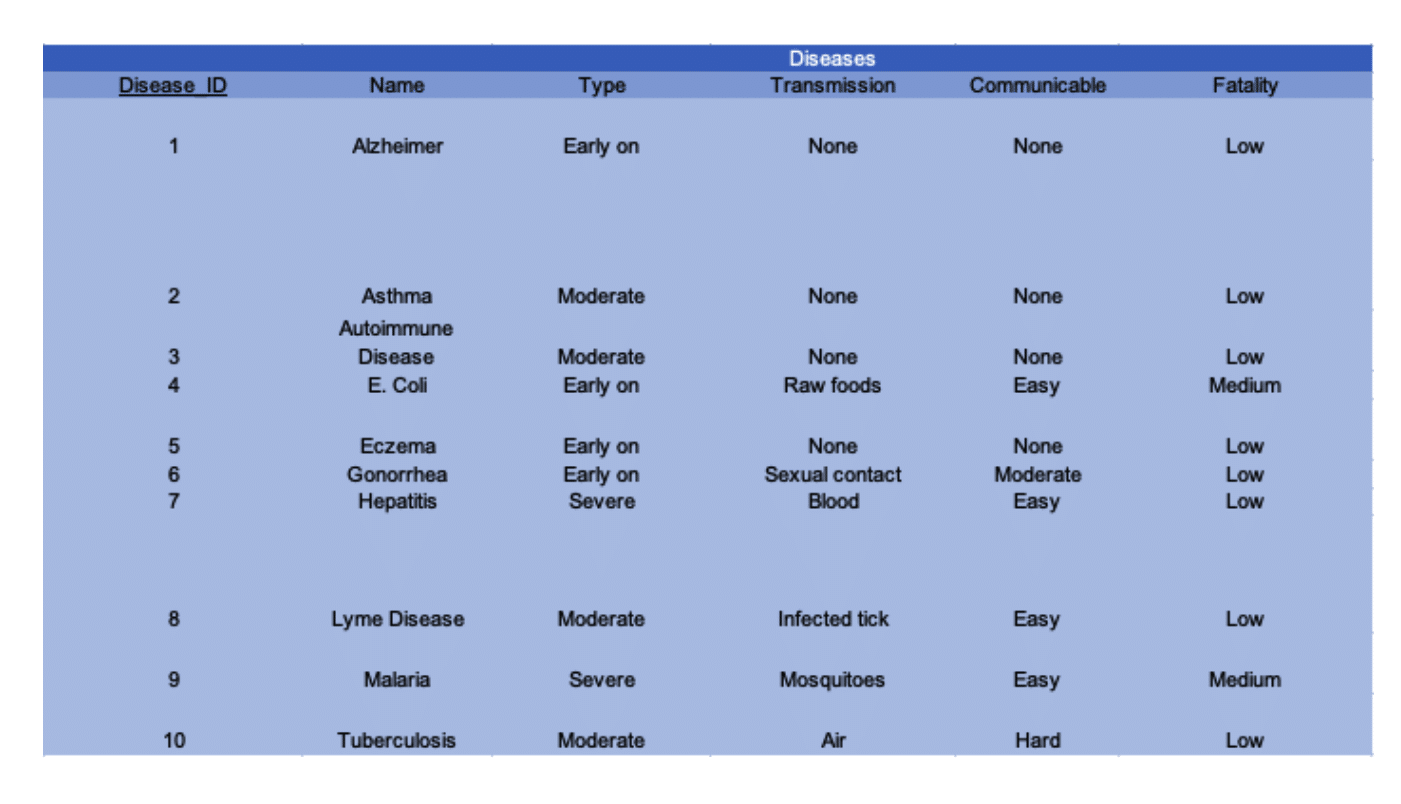 Diseases
Disease_ID Name Type Transmission Communicable Fatality
1 Alzheimer Early on None None Low
2 Asthma Moderate None None Low
Autoimmune
3 Disease Moderate None None Low
4 E. Coli Early on Raw foods Easy Medium
5 Eczema Early on None None Low
6 Gonorrhea Early on Sexual contact Moderate Low
7 Hepatitis Severe Blood Easy Low
8 Lyme Disease Moderate Infected tick Easy Low
9 Malaria Severe Mosquitoes Easy Medium
10 Tuberculosis Moderate Air Hard Low